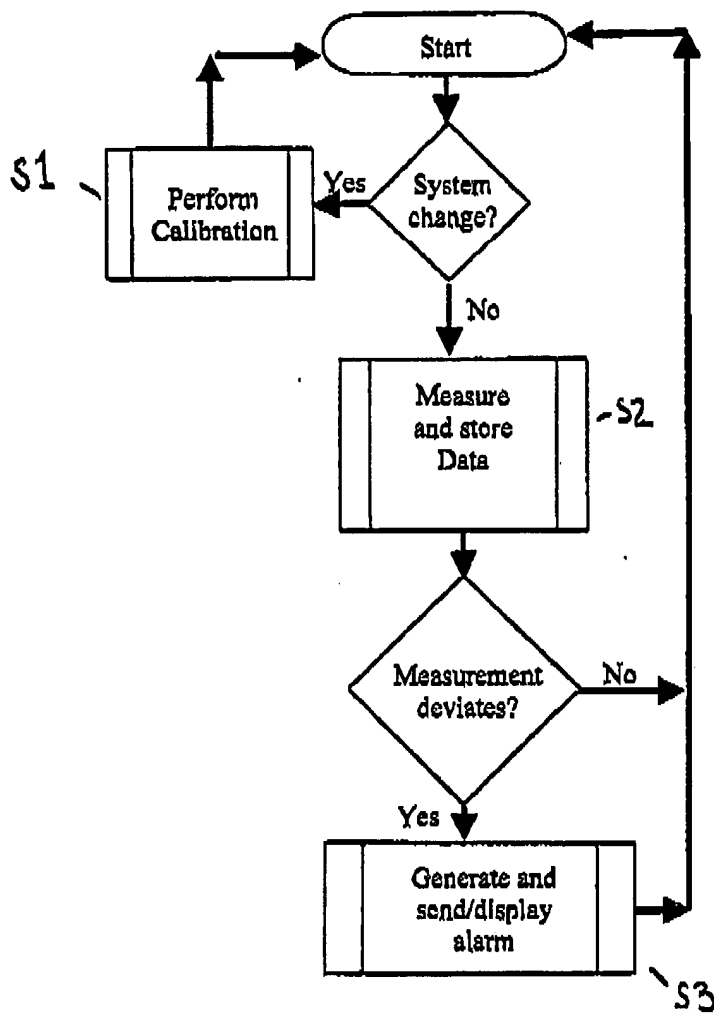 Start
S1
Perform
Calibration
Yes
System
change?
No
Measure
and store
Data
S2
Measurement
deviates?
No
Yes
Generate and
send/display
alarm
S3